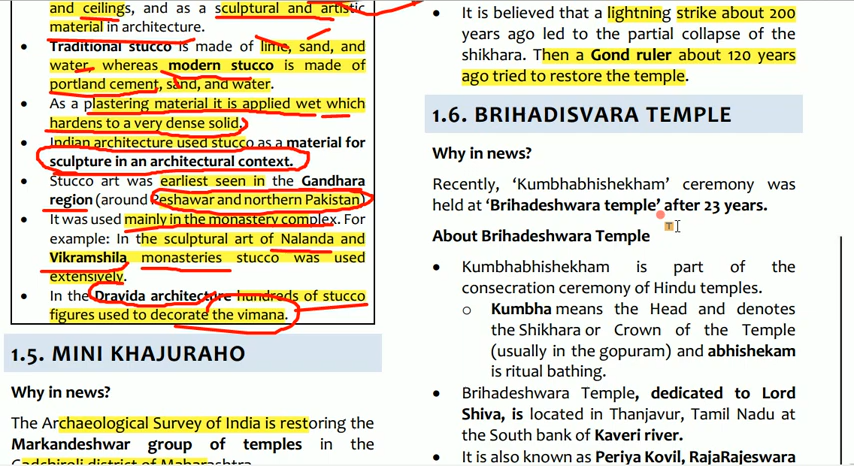 and ceilings, and as a sculptural and artistic
material in architecture.
• Traditional stucco is made of lime, sand, and
water, whereas modern stucco is made of
portland cement, sand, and water.
• As a plastering material it is applied wet which
hardens to a very dense solid.
• Indian architecture used stucco as a material for
sculpture in an architectural context.
• Stucco art was earliest seen in the Gandhara
region (around Peshawar and northern Pakistan)
• It was used mainly in the monastery complex. For
example: In the sculptural art of Nalanda and
Vikramshila monasteries stucco was used
extensively.
• In the Dravida architecture hundreds of stucco
figures used to decorate the vimana.
1.5. MINI KHAJURAHO
Why in news?
The Archaeological Survey of India is restoring the
Markandeshwar group of temples in the
Gadchiroli district of Maharashtra.
• It is believed that a lightning strike about 200
years ago led to the partial collapse of the
shikhara. Then a Gond ruler about 120 years
ago tried to restore the temple.
1.6. BRIHADISVARA TEMPLE
Why in news?
Recently, 'Kumbhabhishekham' ceremony was
held at 'Brihadeshwara temple' after 23 years.
T
About Brihadeshwara Temple
• Kumbhabhishekham is part of the
consecration ceremony of Hindu temples.
o Kumbha means the Head and denotes
the Shikhara or Crown of the Temple
(usually in the gopuram) and abhishekam
is ritual bathing.
• Brihadeshwara Temple, dedicated to Lord
Shiva, is located in Thanjavur, Tamil Nadu at
the South bank of Kaveri river.
• It is also known as Periya Kovil, RajaRajeswara